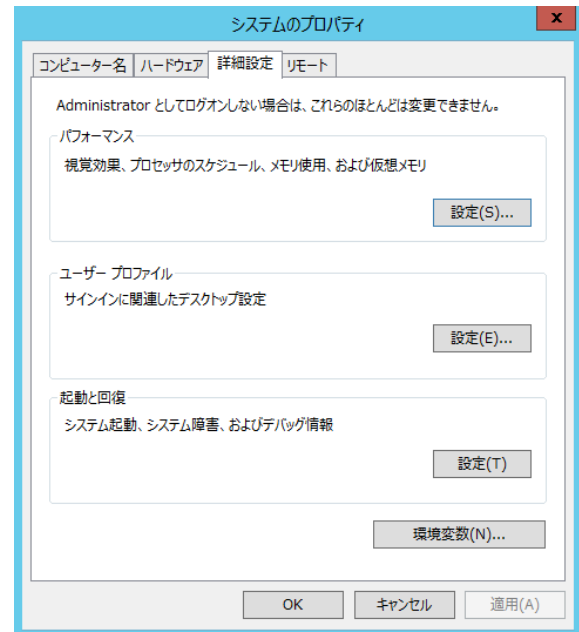 システムのプロパティ
x
コンピューター名 ハードウェア 詳細設定 リモート
Administrator としてログオンしない場合は、これらのほとんどは変更できません。
パフォーマンス
視覚効果、プロセッサのスケジュール、メモリ使用、および仮想メモリ
設定(S)...
ユーザー プロファイル
サインインに関連したデスクトップ設定
設定(E)...
起動と回復
システム起動、システム障害、およびデバッグ情報
設定(T)
環境変数(N)...
OK キャンセル 適用(A)